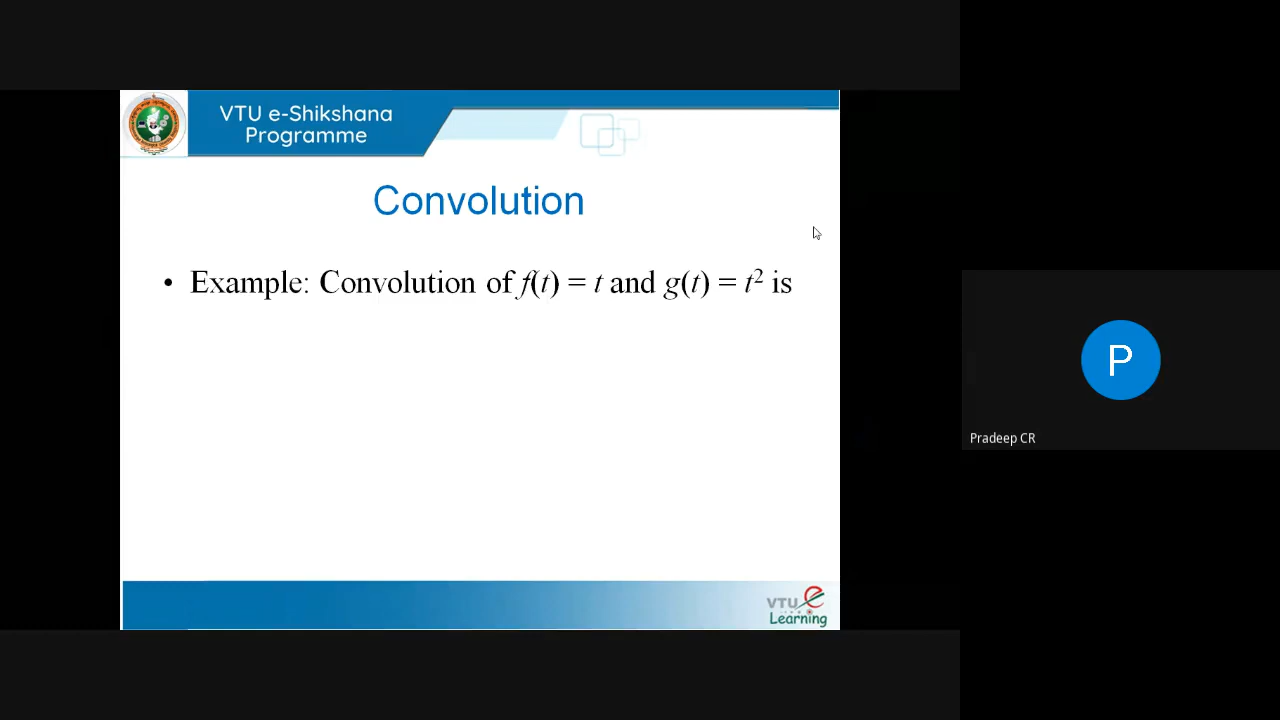 VTU e-Shikshana
Programme
Convolution
• Example: Convolution of f(t) = t and g(t) = t² is
P
Pradeep CR
VTU e
Learning